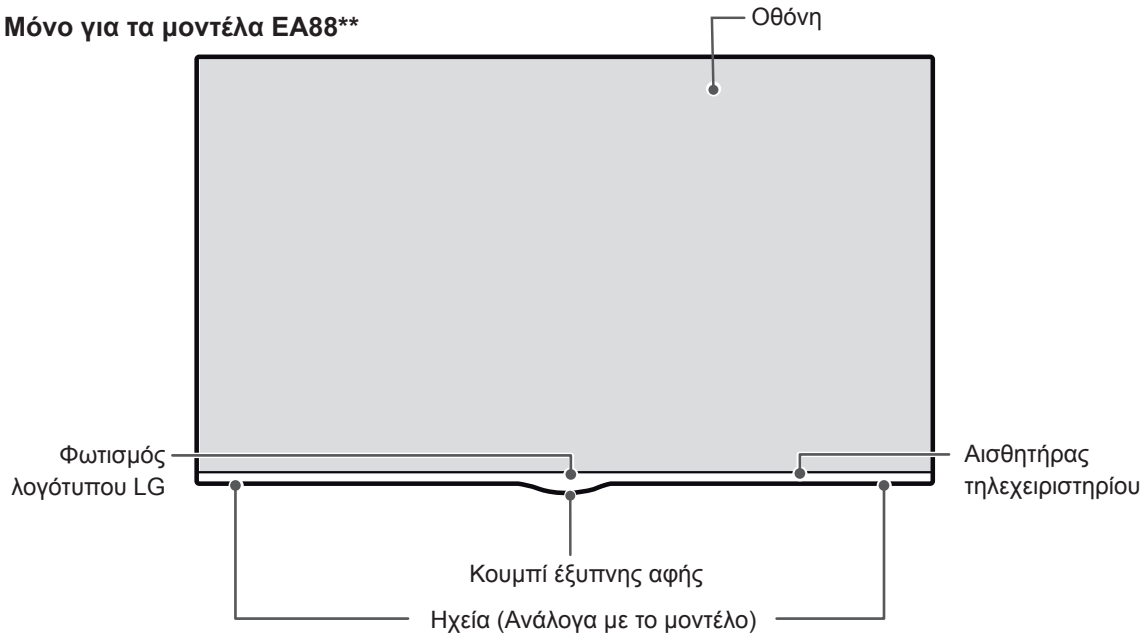 Μόνο για τα μοντέλα EA88**
Οθόνη
Φωτισμός
λογότυπου LG
Αισθητήρας
τηλεχειριστηρίου
Κουμπί έξυπνης αφής
Ηχεία (Ανάλογα με το μοντέλο)